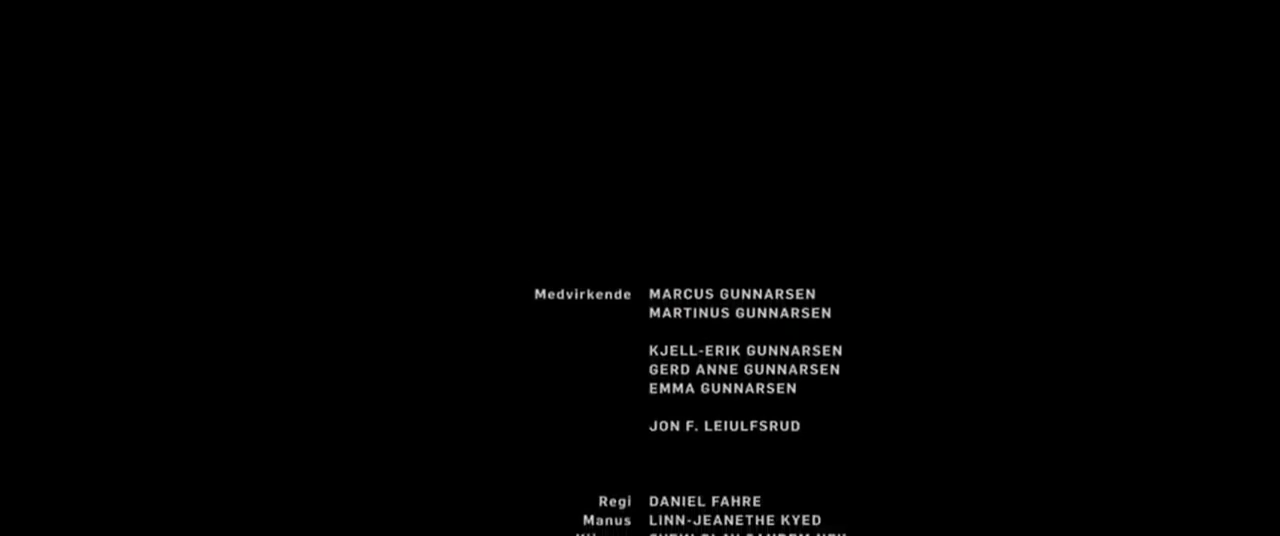 Medvirkende MARCUS GUNNARSEN
MARTINUS GUNNARSEN
KJELL-ERIK GUNNARSEN
GERD ANNE GUNNARSEN
EMMA GUNNARSEN
JON F. LEIULFSRUD
Regi DANIEL FAHRE
Manus LINN-JEANETHE KYED